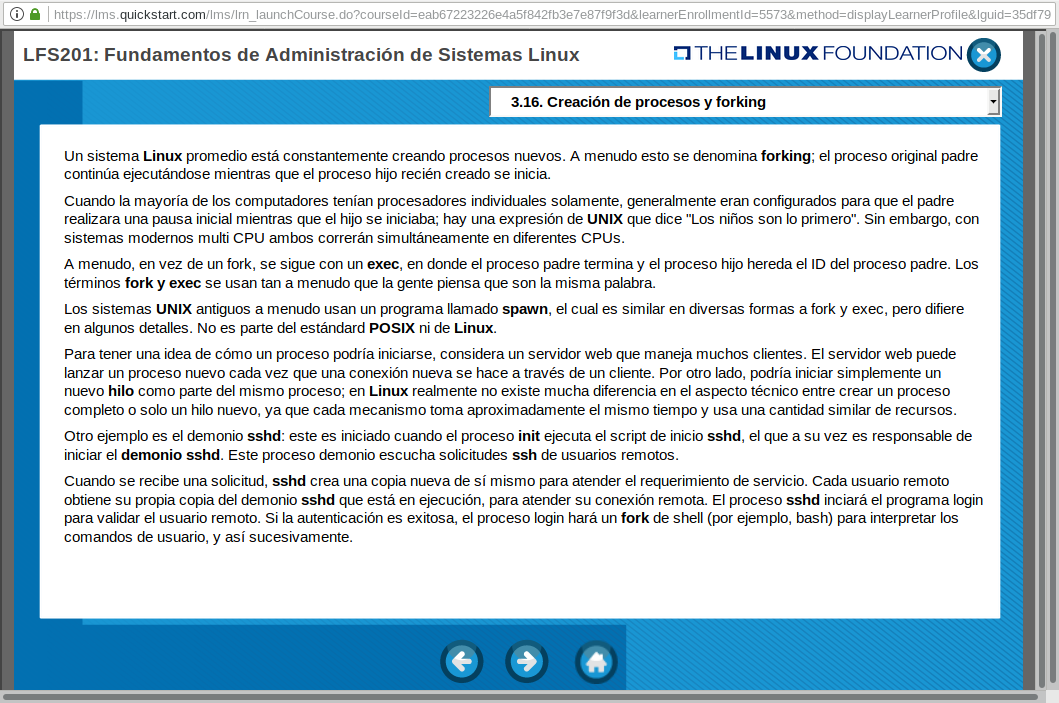 https://lms.quickstart.com/lms/lrn_launchCourse.do?courseId=eab67223226e4a5f842fb3e7e87f9f3d&learnerEnrollmentId=5573&method=displayLearnerProfile&lguid=35df79
LFS201: Fundamentos de Administración de Sistemas Linux
THE LINUX FOUNDATION
3.16. Creación de procesos y forking
Un sistema Linux promedio está constantemente creando procesos nuevos. A menudo esto se denomina forking; el proceso original padre
continúa ejecutándose mientras que el proceso hijo recién creado se inicia.
Cuando la mayoría de los computadores tenían procesadores individuales solamente, generalmente eran configurados para que el padre
realizara una pausa inicial mientras que el hijo se iniciaba; hay una expresión de UNIX que dice "Los niños son lo primero". Sin embargo, con
sistemas modernos multi CPU ambos correrán simultáneamente en diferentes CPUs.
A menudo, en vez de un fork, se sigue con un exec, en donde el proceso padre termina y el proceso hijo hereda el ID del proceso padre. Los
términos fork y exec se usan tan a menudo que la gente piensa que son la misma palabra.
Los sistemas UNIX antiguos a menudo usan un programa llamado spawn, el cual es similar en diversas formas a fork y exec, pero difiere
en algunos detalles. No es parte del estándard POSIX ni de Linux.
Para tener una idea de cómo un proceso podría iniciarse, considera un servidor web que maneja muchos clientes. El servidor web puede
lanzar un proceso nuevo cada vez que una conexión nueva se hace a través de un cliente. Por otro lado, podría iniciar simplemente un
nuevo hilo como parte del mismo proceso; en Linux realmente no existe mucha diferencia en el aspecto técnico entre crear un proceso
completo o solo un hilo nuevo, ya que cada mecanismo toma aproximadamente el mismo tiempo y usa una cantidad similar de recursos.
Otro ejemplo es el demonio sshd: este es iniciado cuando el proceso init ejecuta el script de inicio sshd, el que a su vez es responsable de
iniciar el demonio sshd. Este proceso demonio escucha solicitudes ssh de usuarios remotos.
Cuando se recibe una solicitud, sshd crea una copia nueva de sí mismo para atender el requerimiento de servicio. Cada usuario remoto
obtiene su propia copia del demonio sshd que está en ejecución, para atender su conexión remota. El proceso sshd inciará el programa login
para validar el usuario remoto. Si la autenticación es exitosa, el proceso login hará un fork de shell (por ejemplo, bash) para interpretar los
comandos de usuario, y así sucesivamente.